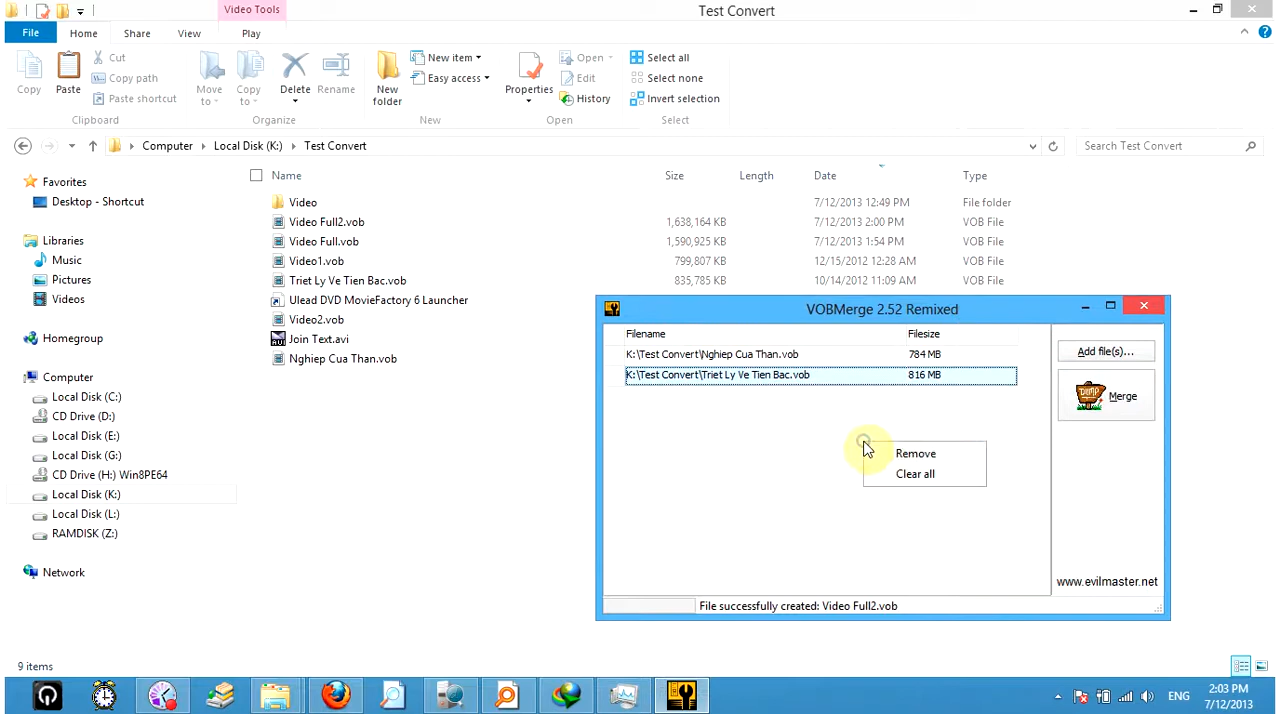 Video Tools
Test Convert
File
Home
Share
View
Play
Copy
Paste
Cut
Copy path
Paste shortcut
Clipboard
Move to
Copy to
Delete
Rename
Organize
New folder
New item
Easy access
New
Properties
Open
Edit
History
Open
Select all
Select none
Invert selection
Select
Computer
Local Disk (K:)
Test Convert
Search Test Convert
Favorites
Desktop - Shortcut
Libraries
Music
Pictures
Videos
Homegroup
Computer
Local Disk (C:)
CD Drive (D:)
Local Disk (E:)
Local Disk (G:)
CD Drive (H:) Win8PE64
Local Disk (K:)
Local Disk (L:)
RAMDISK (Z:)
Network
Name Size Length Date Type
Video 7/12/2013 12:49 PM File folder
Video Full2.vob 1,638,164 KB 7/12/2013 2:00 PM VOB File
Video Full.vob 1,590,925 KB 7/12/2013 1:54 PM VOB File
Video1.vob 799,807 KB 12/15/2012 12:28 AM VOB File
Triet Ly Ve Tien Bac.vob 835,785 KB 10/14/2012 11:09 AM VOB File
Ulead DVD MovieFactory 6 Launcher
Video2.vob
Join Text.avi
Nghiep Cua Than.vob
VOBMerge 2.52 Remixed
Filename Filesize
K:\Test Convert\Nghiep Cua Than.vob 784 MB
K:\Test Convert\Triet Ly Ve Tien Bac.vob 816 MB
Remove
Clear all
Add file(s)...
DUMP
Merge
www.evilmaster.net
File successfully created: Video Full2.vob
9 items
ENG
2:03 PM
7/12/2013